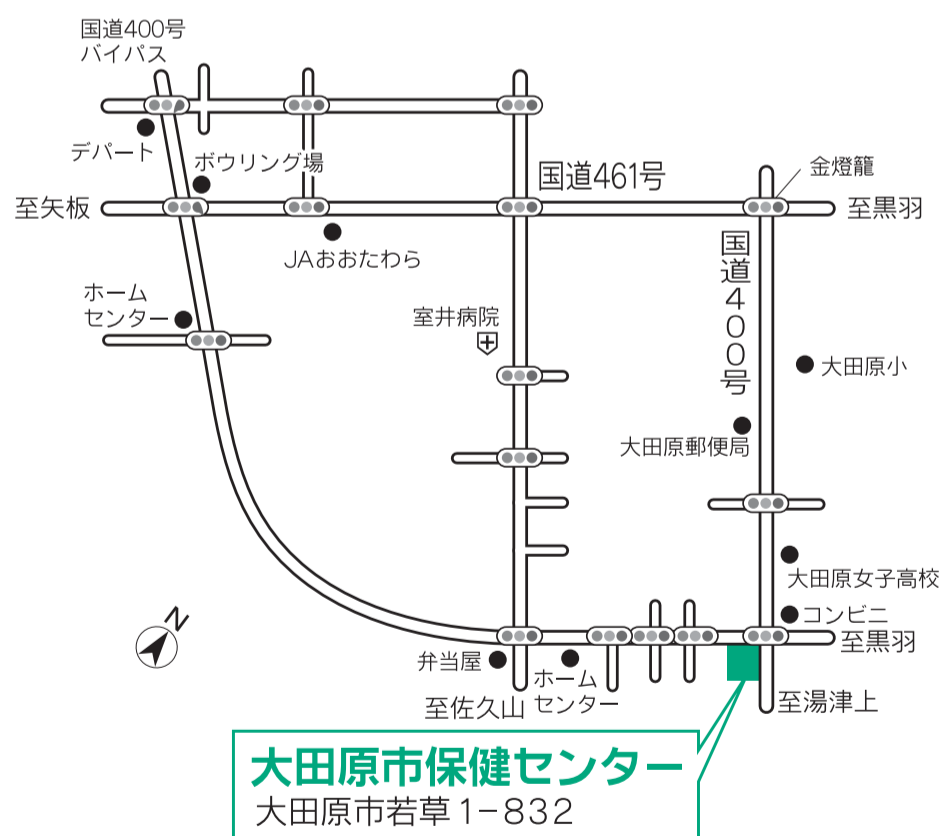 国道400号
バイパス
デパート
ボウリング場
国道461号
金燈籠
至矢板
至黒羽
JAおおたわら
国道400号
ホーム
センター
室井病院
大田原小
大田原郵便局
大田原女子高校
N
コンビニ
至黒羽
弁当屋
ホーム
センター
至佐久山
至湯津上
大田原市保健センター
大田原市若草1-832